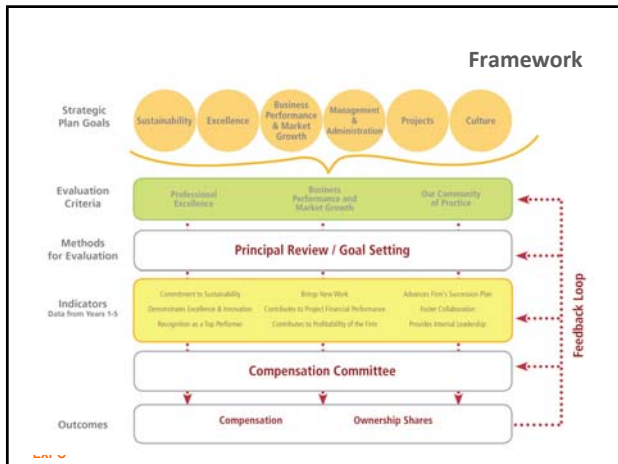 Framework
Strategic
Plan Goals
Sustainability
Excellence
Business
Performance
& Market
Growth
Management
&
Administration
Projects
Culture
Evaluation
Criteria
Professional
Excellence
Business
Performance and
Market Growth
Our Community
of Practice
Methods
for Evaluation
Principal Review / Goal Setting
Indicators
Data from Years 1-5
Commitment to Sustainability
Demonstrates Excellence & Innovation
Recognition as a Top Performer
Brings New Work
Contributes to Project Financial Performance
Contributes to Profitability of the Firm
Advances Firm's Succession Plan
Foster Collaboration
Provides Internal Leadership
Compensation Committee
Outcomes
Compensation
Ownership Shares
Feedback Loop